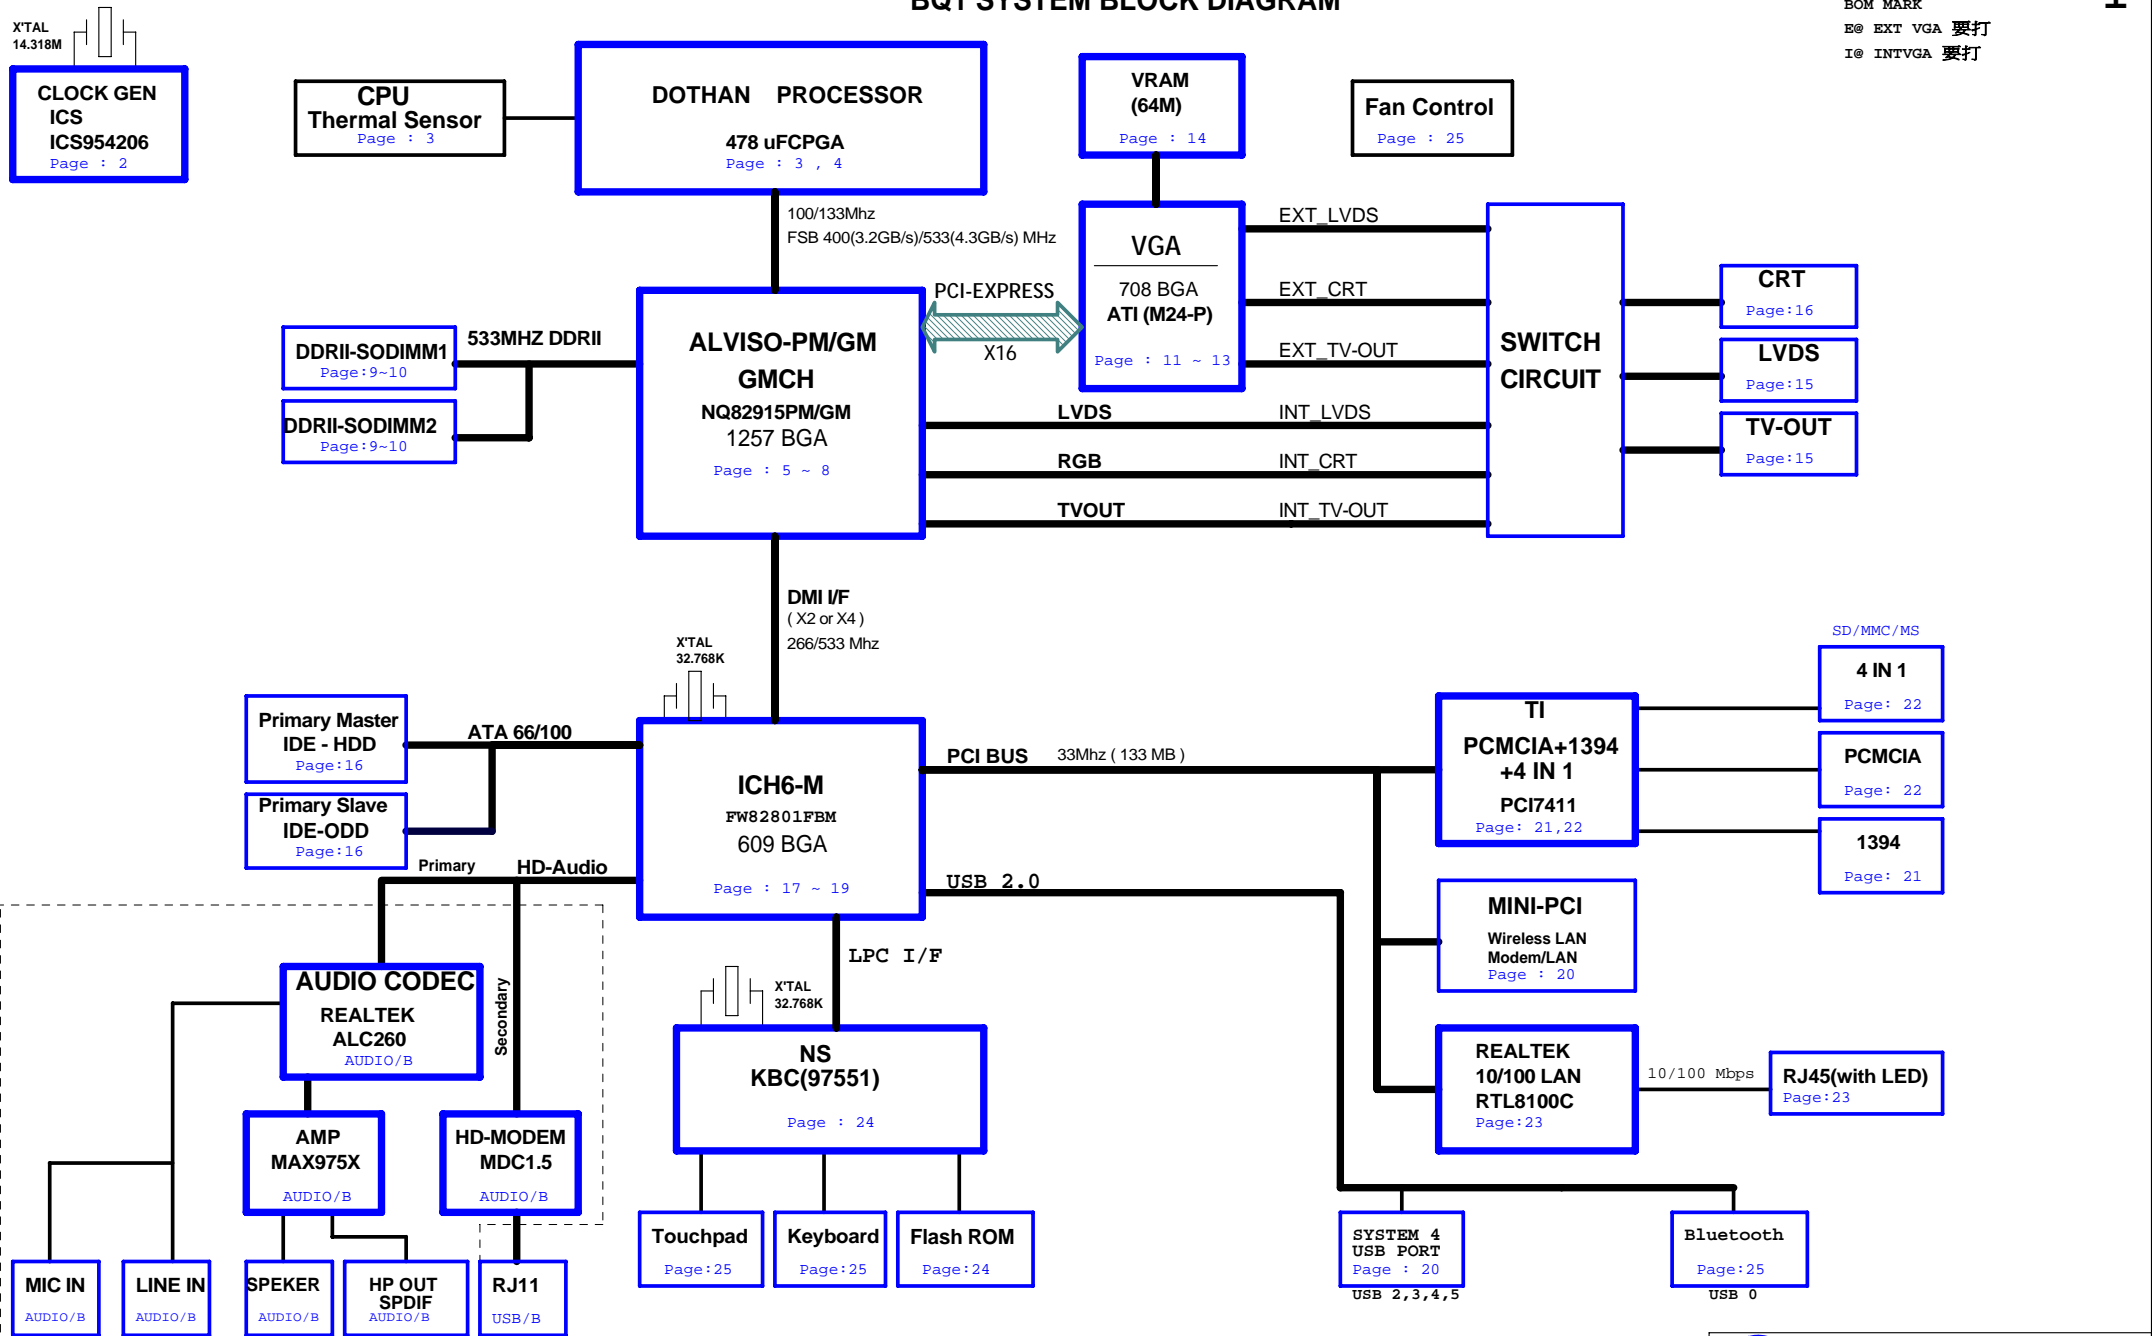 BQ1 SYSTEM BLOCK DIAGRAM
BOM MARK
E@ EXT VGA 要打
I@ INTVGA 要打
X'TAL
14.318M
CLOCK GEN
ICS
ICS954206
Page : 2
CPU
Thermal Sensor
Page : 3
DOTHAN PROCESSOR
478 uFCPGA
Page : 3 , 4
VRAM
(64M)
Page : 14
Fan Control
Page : 25
100/133Mhz
FSB 400(3.2GB/s)/533(4.3GB/s) MHz
VGA
708 BGA
ATI (M24-P)
Page : 11 ~ 13
EXT_LVDS
EXT_CRT
EXT_TV-OUT
PCI-EXPRESS
X16
SWITCH
CIRCUIT
CRT
Page:16
LVDS
Page:15
TV-OUT
Page:15
DDRII-SODIMM1
Page:9~10
DDRII-SODIMM2
Page:9~10
533MHZ DDRII
ALVISO-PM/GM
GMCH
NQ82915PM/GM
1257 BGA
Page : 5 ~ 8
LVDS
INT_LVDS
RGB
INT_CRT
TVOUT
INT_TV-OUT
DMI I/F
( X2 or X4 )
266/533 Mhz
X'TAL
32.768K
Primary Master
IDE - HDD
Page:16
Primary Slave
IDE-ODD
Page:16
ATA 66/100
ICH6-M
FW82801FBM
609 BGA
Page : 17 ~ 19
PCI BUS
33Mhz ( 133 MB )
USB 2.0
TI
PCMCIA+1394
+4 IN 1
PCI7411
Page: 21,22
SD/MMC/MS
4 IN 1
Page: 22
PCMCIA
Page: 22
1394
Page: 21
Primary
HD-Audio
Secondary
LPC I/F
MINI-PCI
Wireless LAN
Modem/LAN
Page : 20
AUDIO CODEC
REALTEK
ALC260
AUDIO/B
X'TAL
32.768K
NS
KBC(97551)
Page : 24
REALTEK
10/100 LAN
RTL8100C
Page:23
10/100 Mbps
RJ45(with LED)
Page:23
AMP
MAX975X
AUDIO/B
HD-MODEM
MDC1.5
AUDIO/B
Touchpad
Page:25
Keyboard
Page:25
Flash ROM
Page:24
SYSTEM 4
USB PORT
Page : 20
USB 2,3,4,5
Bluetooth
Page:25
USB 0
MIC IN
AUDIO/B
LINE IN
AUDIO/B
SPEKER
AUDIO/B
HP OUT
SPDIF
AUDIO/B
RJ11
USB/B